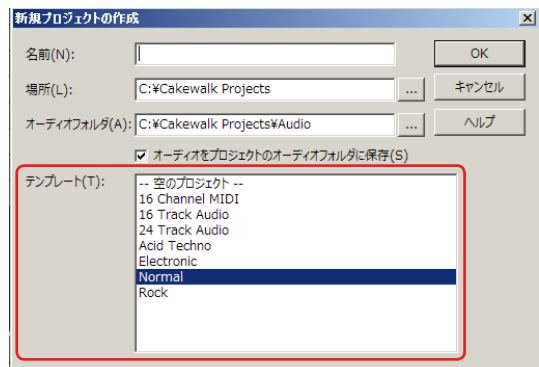 新規プロジェクトの作成
名前(N):
OK
場所(L): C:¥Cakewalk Projects ... キャンセル
オーディオフォルダ(A): C:¥Cakewalk Projects¥Audio ... ヘルプ
オーディオをプロジェクトのオーディオフォルダに保存(S)
テンプレート(T):
-- 空のプロジェクト --
16 Channel MIDI
16 Track Audio
24 Track Audio
Acid Techno
Electronic
Normal
Rock